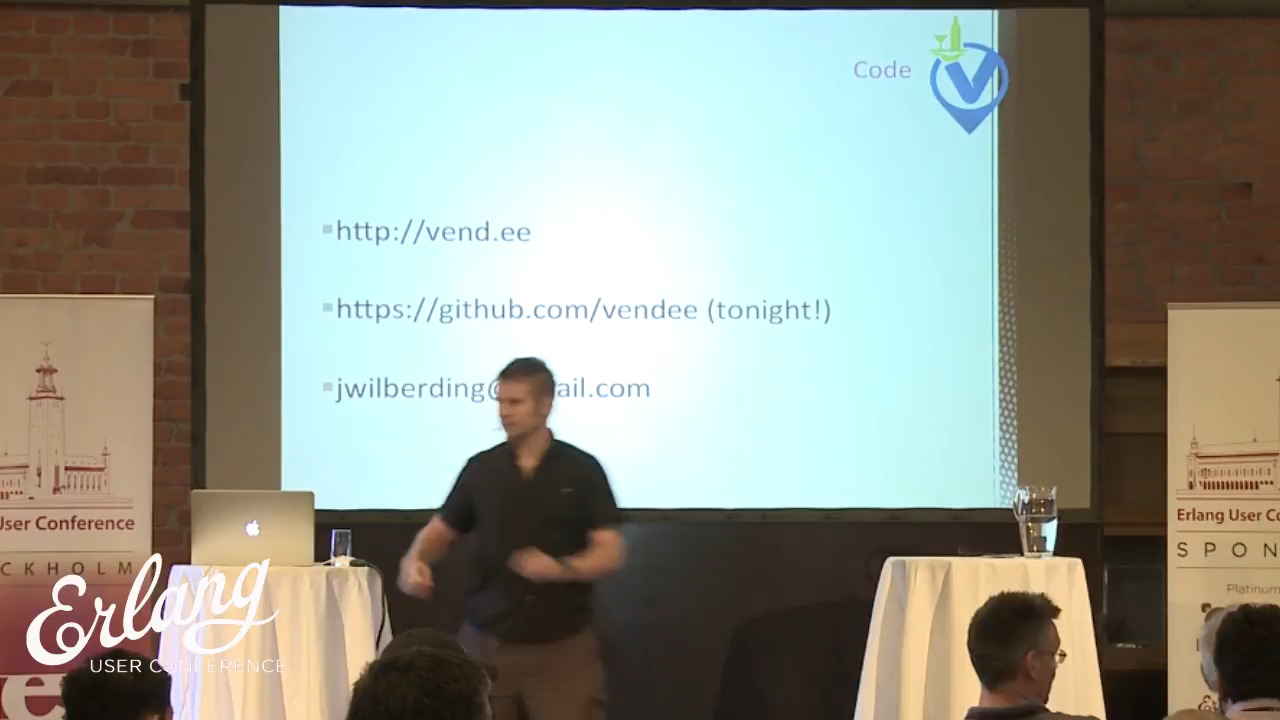 Code
http://vend.ee
https://github.com/vendee (tonight!)
jwilberding@ ail.com
User Conference
CKHOLM
Erlang
USER CONFERENCE
Erlang User Co
SPON
Platinum